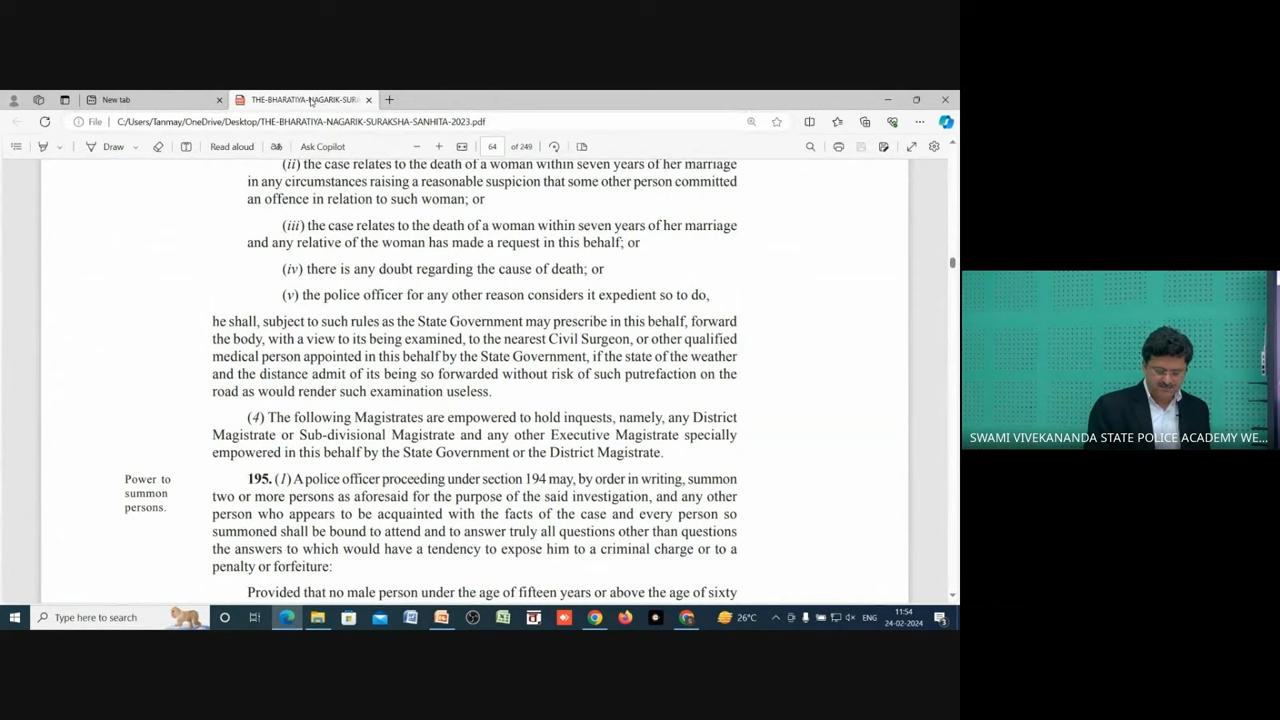 New tab
THE-BHARATIYA-NAGARIK-SUR
File
C:/Users/Tanmay/OneDrive/Desktop/THE-BHARATIYA-NAGARIK-SURAKSHA-SANHITA-2023.pdf
Draw
Read aloud
Ask Copilot
64 of 249
(ii) the case relates to the death of a woman within seven years of her marriage
in any circumstances raising a reasonable suspicion that some other person committed
an offence in relation to such woman; or
(iii) the case relates to the death of a woman within seven years of her marriage
and any relative of the woman has made a request in this behalf; or
(iv) there is any doubt regarding the cause of death; or
(v) the police officer for any other reason considers it expedient so to do,
he shall, subject to such rules as the State Government may prescribe in this behalf, forward
the body, with a view to its being examined, to the nearest Civil Surgeon, or other qualified
medical person appointed in this behalf by the State Government, if the state of the weather
and the distance admit of its being so forwarded without risk of such putrefaction on the
road as would render such examination useless.
(4) The following Magistrates are empowered to hold inquests, namely, any District
Magistrate or Sub-divisional Magistrate and any other Executive Magistrate specially
empowered in this behalf by the State Government or the District Magistrate.
Power to
summon
persons.
195. (1) A police officer proceeding under section 194 may, by order in writing, summon
two or more persons as aforesaid for the purpose of the said investigation, and any other
person who appears to be acquainted with the facts of the case and every person so
summoned shall be bound to attend and to answer truly all questions other than questions
the answers to which would have a tendency to expose him to a criminal charge or to a
penalty or forfeiture:
Provided that no male person under the age of fifteen years or above the age of sixty
SWAMI VIVEKANANDA STATE POLICE ACADEMY WE...
Type here to search
26°C
ENG
11:54
24-02-2024
3